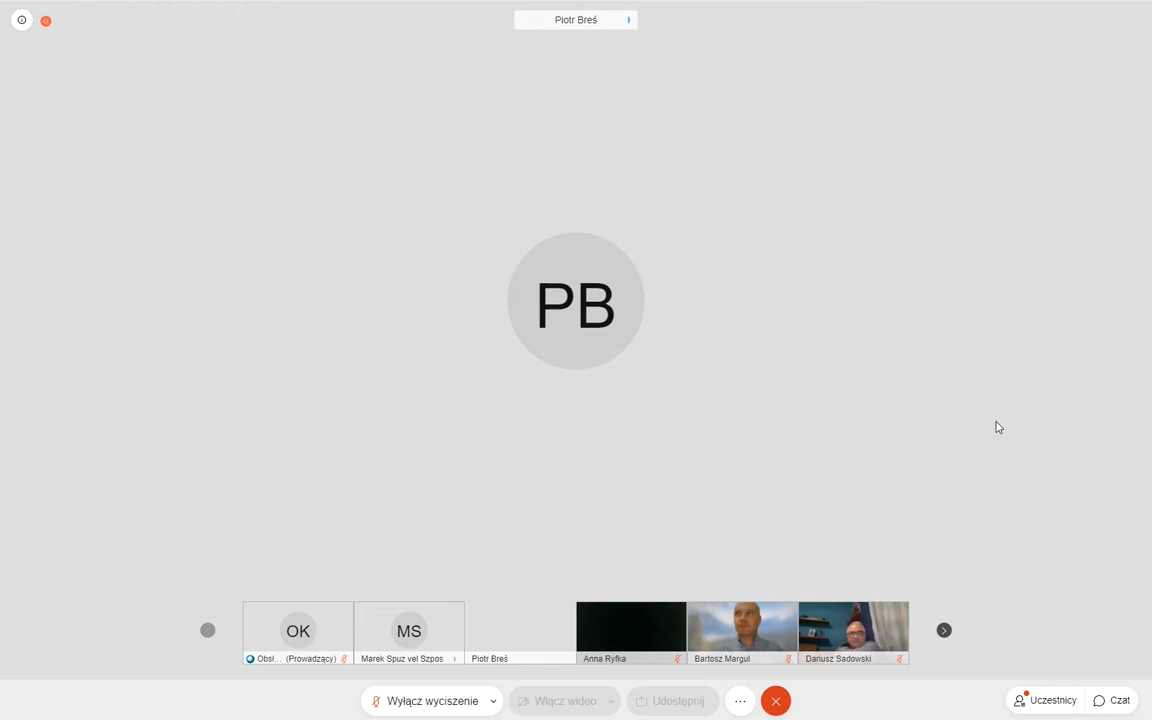 Piotr Breś
PB
OK
MS
Obsł... (Prowadzący)
Marek Spuz vel Szpos
Piotr Breś
Anna Ryfka
Bartosz Margul
Dariusz Sadowski
Wyłącz wyciszenie
Włącz wideo
Udostępnij
Uczestnicy
Czat